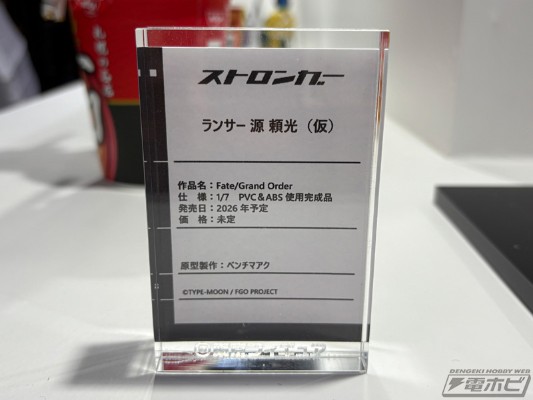 ストロンガー
ランサー 源 頼光（仮）
作品名：Fate/Grand Order
仕　様：1/7　PVC＆ABS 使用完成品
発売日：2026 年予定
価　格：未定
原型製作：ベンチマアク
©TYPE-MOON / FGO PROJECT
DENGEKI HOBBY WEB
電ホビ